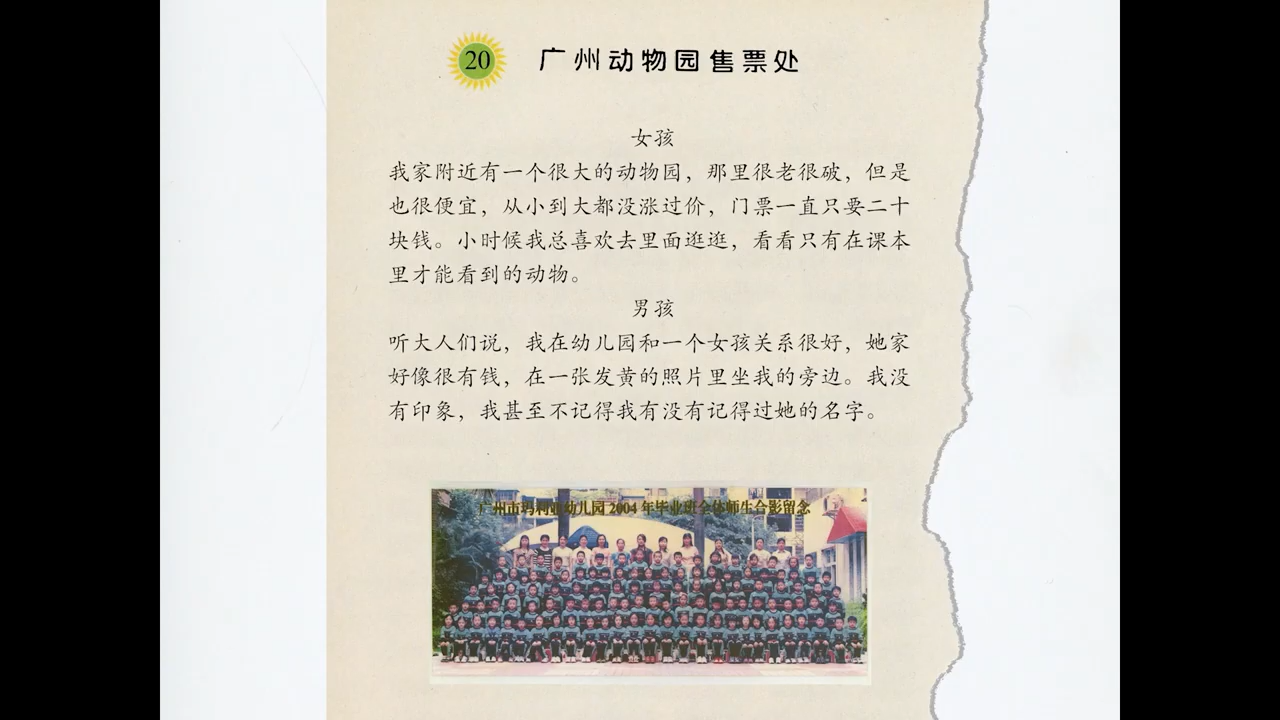 20 广州动物园售票处
女孩
我家附近有一个很大的动物园，那里很老很破，但是
也很便宜，从小到大都没涨过价，门票一直只要二十
块钱。小时候我总喜欢去里面逛逛，看看只有在课本
里才能看到的动物。
男孩
听大人们说，我在幼儿园和一个女孩关系很好，她家
好像很有钱，在一张发黄的照片里坐我的旁边。我没
有印象，我甚至不记得我有没有记得过她的名字。
广州市玛莉亚幼儿园2004年毕业班全体师生合影留念